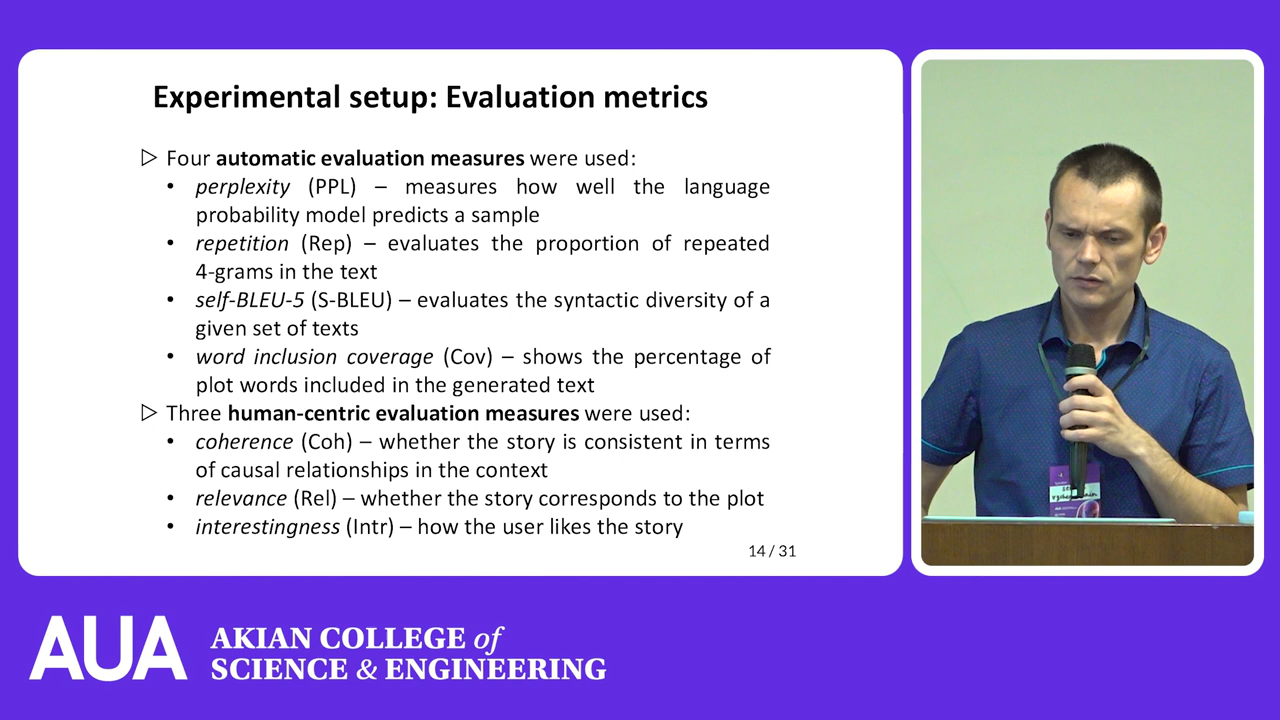 Experimental setup: Evaluation metrics
▷ Four automatic evaluation measures were used:
• perplexity (PPL) – measures how well the language
probability model predicts a sample
• repetition (Rep) – evaluates the proportion of repeated
4-grams in the text
• self-BLEU-5 (S-BLEU) – evaluates the syntactic diversity of a
given set of texts
• word inclusion coverage (Cov) – shows the percentage of
plot words included in the generated text
▷ Three human-centric evaluation measures were used:
• coherence (Coh) – whether the story is consistent in terms
of causal relationships in the context
• relevance (Rel) – whether the story corresponds to the plot
• interestingness (Intr) – how the user likes the story
14 / 31
AUA
AKIAN COLLEGE of
SCIENCE & ENGINEERING